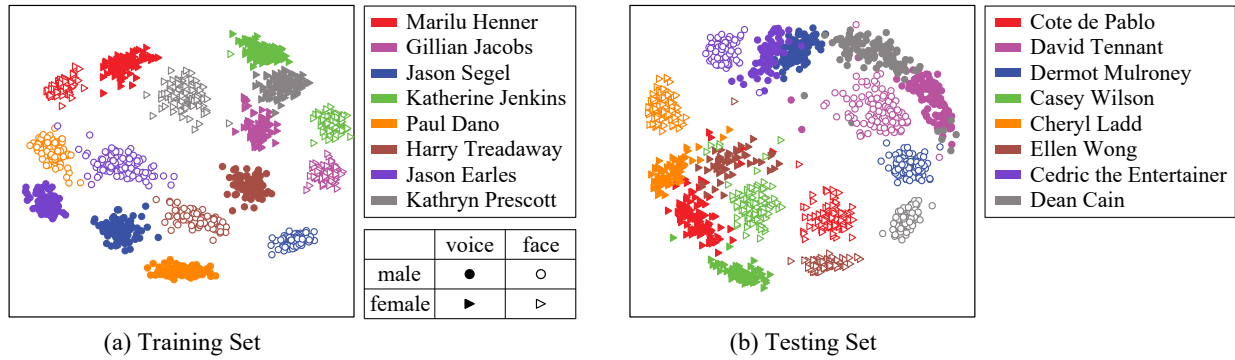 Marilu Henner
Gillian Jacobs
Jason Segel
Katherine Jenkins
Paul Dano
Harry Treadaway
Jason Earles
Kathryn Prescott
voice face
male
female
(a) Training Set
Cote de Pablo
David Tennant
Dermot Mulroney
Casey Wilson
Cheryl Ladd
Ellen Wong
Cedric the Entertainer
Dean Cain
(b) Testing Set